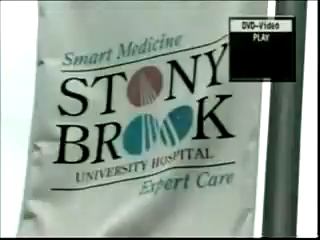 Smart Medicine
STONY
BROOK
UNIVERSITY HOSPITAL
Expert Care
DVD-Video
PLAY